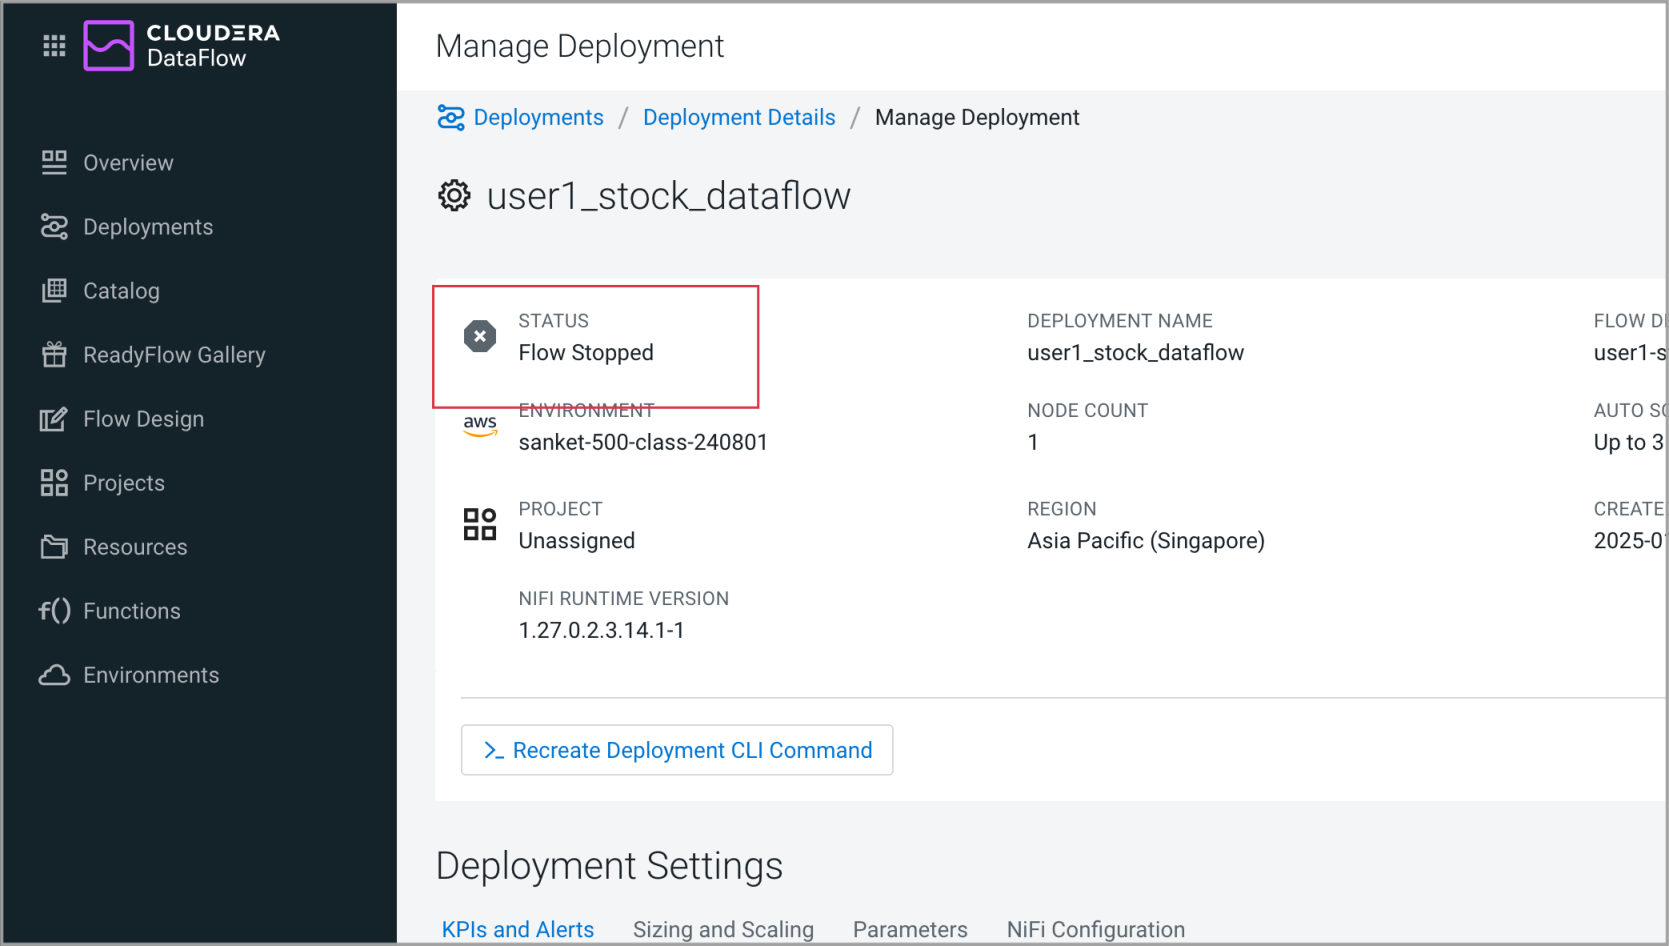 CLOUDERA
DataFlow
Overview
Deployments
Catalog
ReadyFlow Gallery
Flow Design
Projects
Resources
f() Functions
Environments
Manage Deployment
Deployments / Deployment Details / Manage Deployment
user1_stock_dataflow
STATUS
Flow Stopped
DEPLOYMENT NAME
user1_stock_dataflow
FLOW DE
user1-s
aws
ENVIRONMENT
sanket-500-class-240801
NODE COUNT
1
AUTO SC
Up to 3
PROJECT
Unassigned
REGION
Asia Pacific (Singapore)
CREATE
2025-01
NIFI RUNTIME VERSION
1.27.0.2.3.14.1-1
>_ Recreate Deployment CLI Command
Deployment Settings
KPIs and Alerts
Sizing and Scaling
Parameters
NiFi Configuration